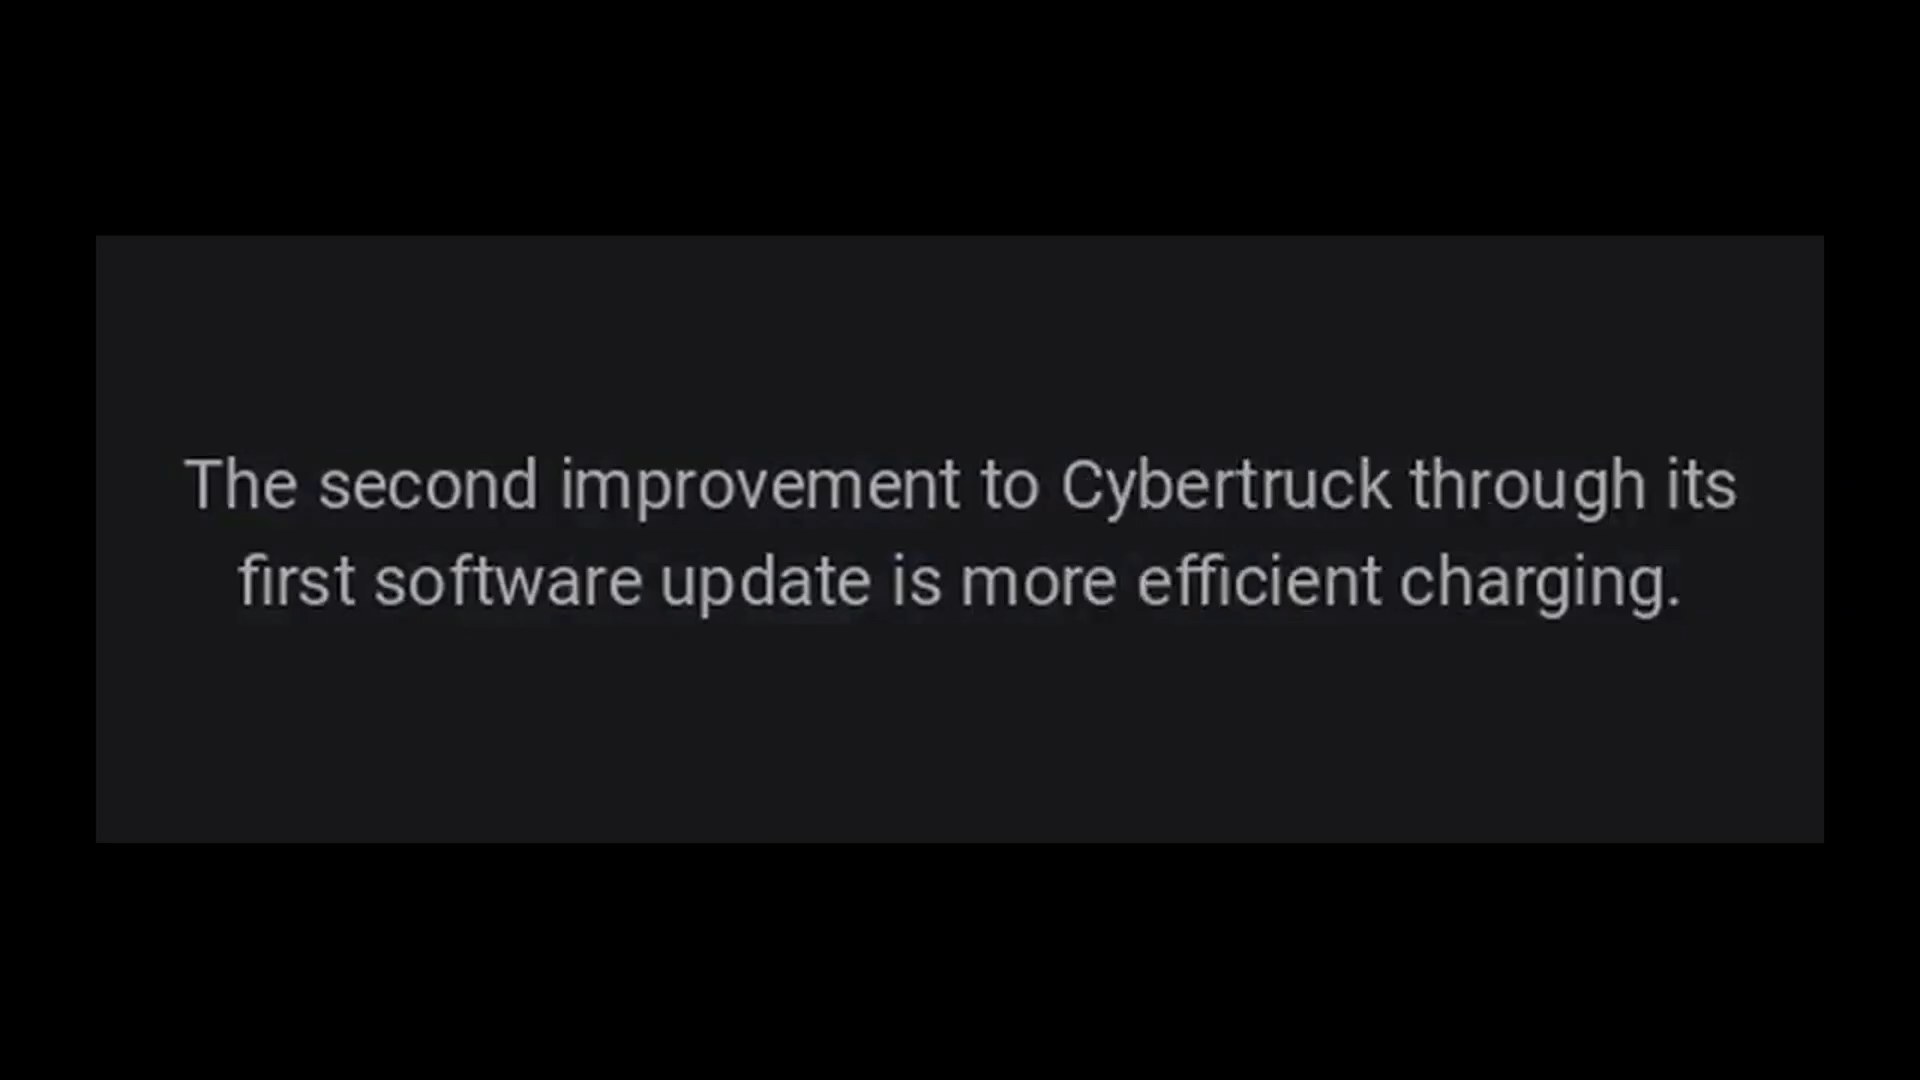 The second improvement to Cybertruck through its
first software update is more efficient charging.